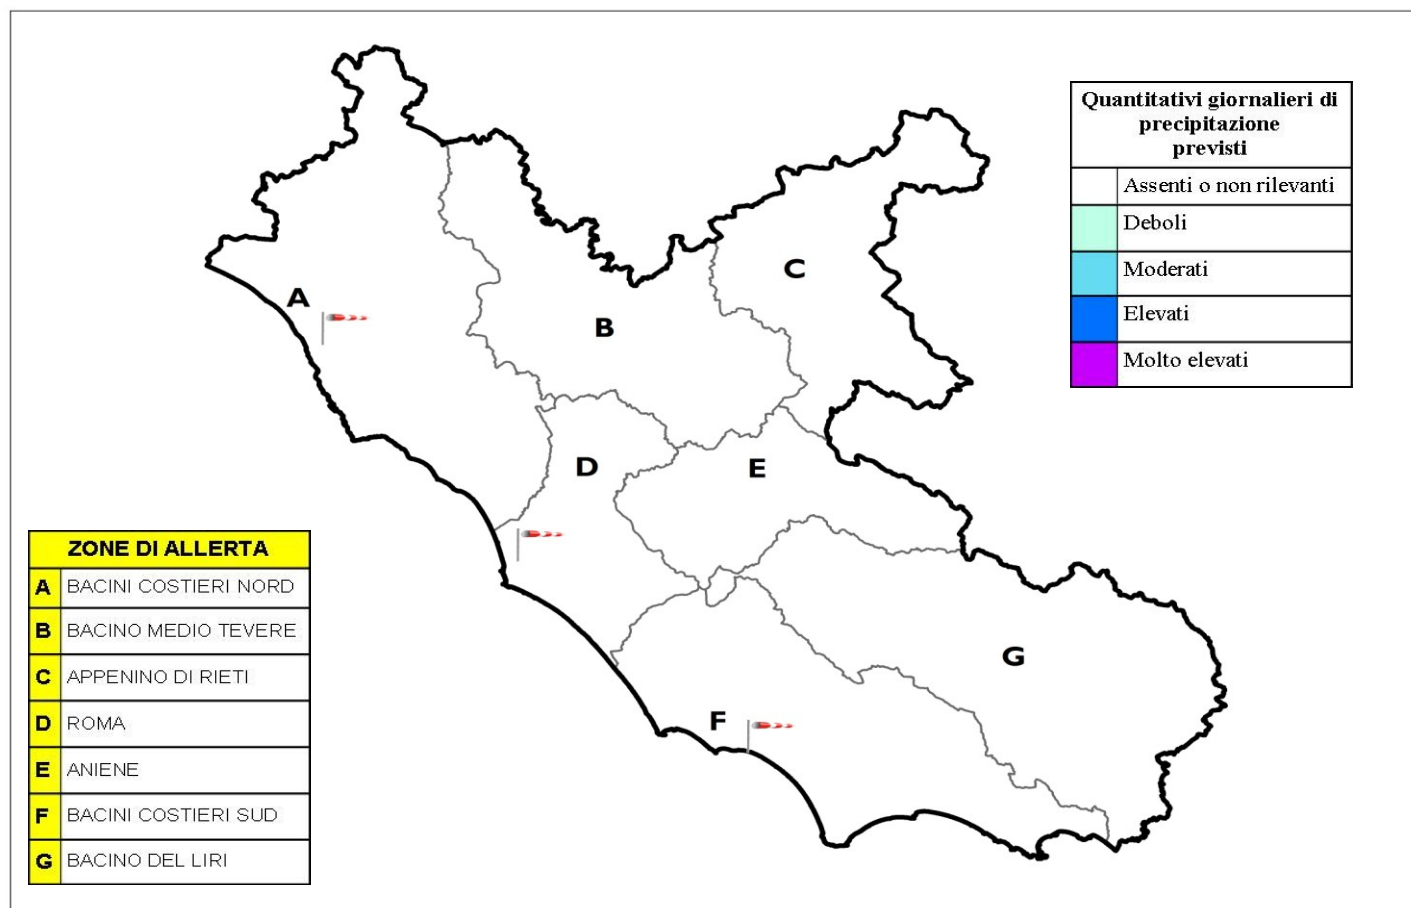 Quantitativi giornalieri di
precipitazione
previsti
Assenti o non rilevanti
Deboli
Moderati
Elevati
Molto elevati
A
B
C
D
E
F
G
ZONE DI ALLERTA
A BACINI COSTIERI NORD
B BACINO MEDIO TEVERE
C APPENINO DI RIETI
D ROMA
E ANIENE
F BACINI COSTIERI SUD
G BACINO DEL LIRI